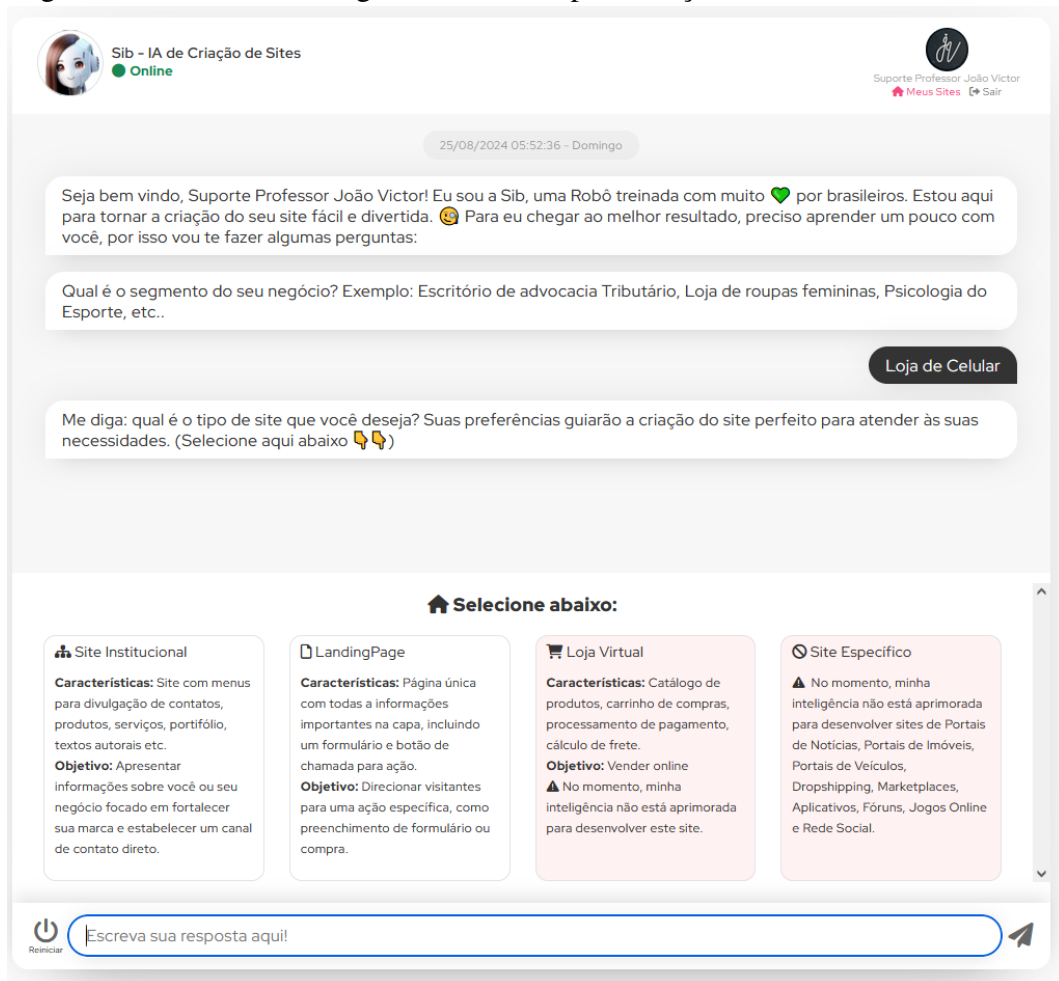 Sib - IA de Criação de Sites
Online
Suporte Professor João Victor
Meus Sites Sair
25/08/2024 05:52:36 - Domingo
Seja bem vindo, Suporte Professor João Victor! Eu sou a Sib, uma Robô treinada com muito 💚 por brasileiros. Estou aqui
para tornar a criação do seu site fácil e divertida. 🧐 Para eu chegar ao melhor resultado, preciso aprender um pouco com
você, por isso vou te fazer algumas perguntas:
Qual é o segmento do seu negócio? Exemplo: Escritório de advocacia Tributário, Loja de roupas femininas, Psicologia do
Esporte, etc..
Loja de Celular
Me diga: qual é o tipo de site que você deseja? Suas preferências guiarão a criação do site perfeito para atender às suas
necessidades. (Selecione aqui abaixo 👇👇)
Selecione abaixo:
Site Institucional
Características: Site com menus
para divulgação de contatos,
produtos, serviços, portifólio,
textos autorais etc.
Objetivo: Apresentar
informações sobre você ou seu
negócio focado em fortalecer
sua marca e estabelecer um canal
de contato direto.
LandingPage
Características: Página única
com todas a informações
importantes na capa, incluindo
um formulário e botão de
chamada para ação.
Objetivo: Direcionar visitantes
para uma ação específica, como
preenchimento de formulário ou
compra.
Loja Virtual
Características: Catálogo de
produtos, carrinho de compras,
processamento de pagamento,
cálculo de frete.
Objetivo: Vender online
⚠ No momento, minha
inteligência não está aprimorada
para desenvolver este site.
Site Específico
⚠ No momento, minha
inteligência não está aprimorada
para desenvolver sites de Portais
de Notícias, Portais de Imóveis,
Portais de Veículos,
Dropshipping, Marketplaces,
Aplicativos, Fóruns, Jogos Online
e Rede Social.
Reiniciar
Escreva sua resposta aqui!